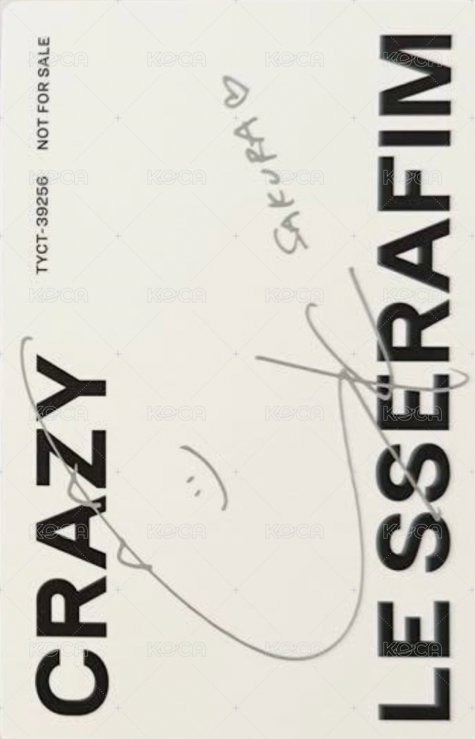 CRAZY
TYCT-39256 NOT FOR SALE
SAKURA♡
:)
LE SSERAFIM